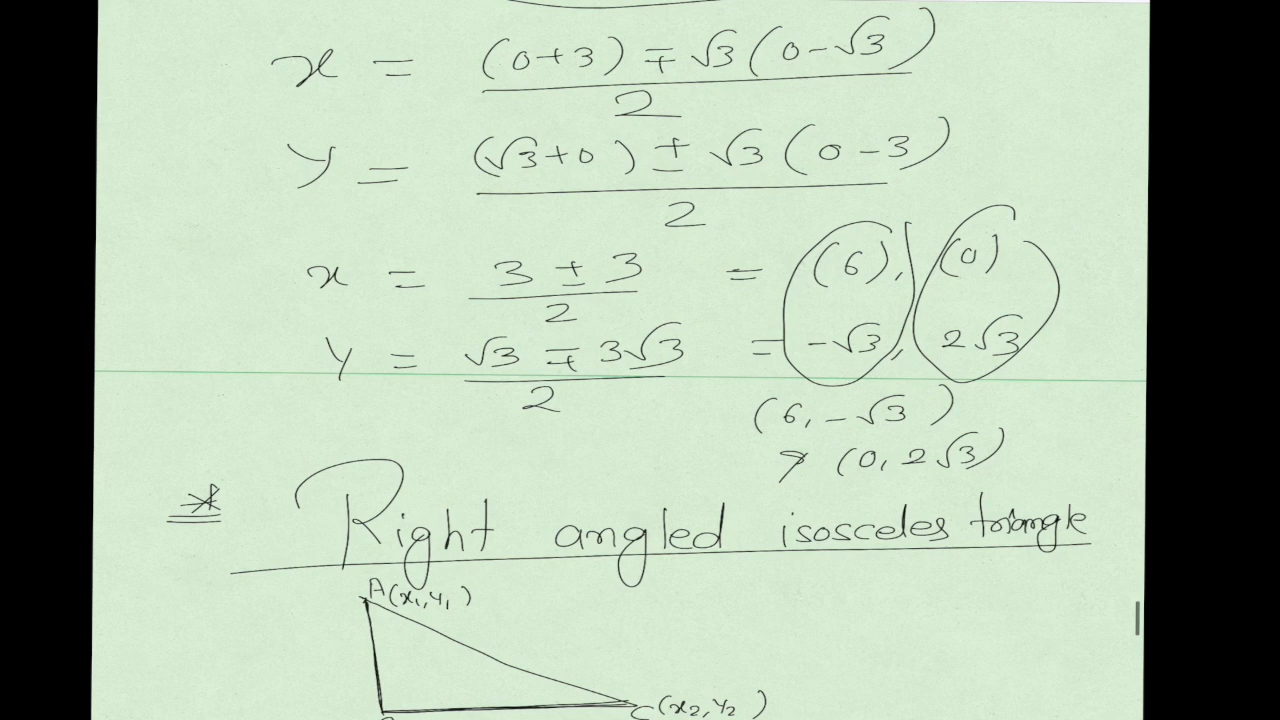 x = (0+3) ∓ √3(0-√3) / 2
Y = (√3+0) ± √3(0-3) / 2
x = 3 ± 3 / 2 = (6), (0)
Y = √3 ∓ 3√3 / 2 = -√3, 2√3
(6, -√3)
(0, 2√3)
* Right angled isosceles triangle
A(x₁, y₁)
C(x₂, y₂)